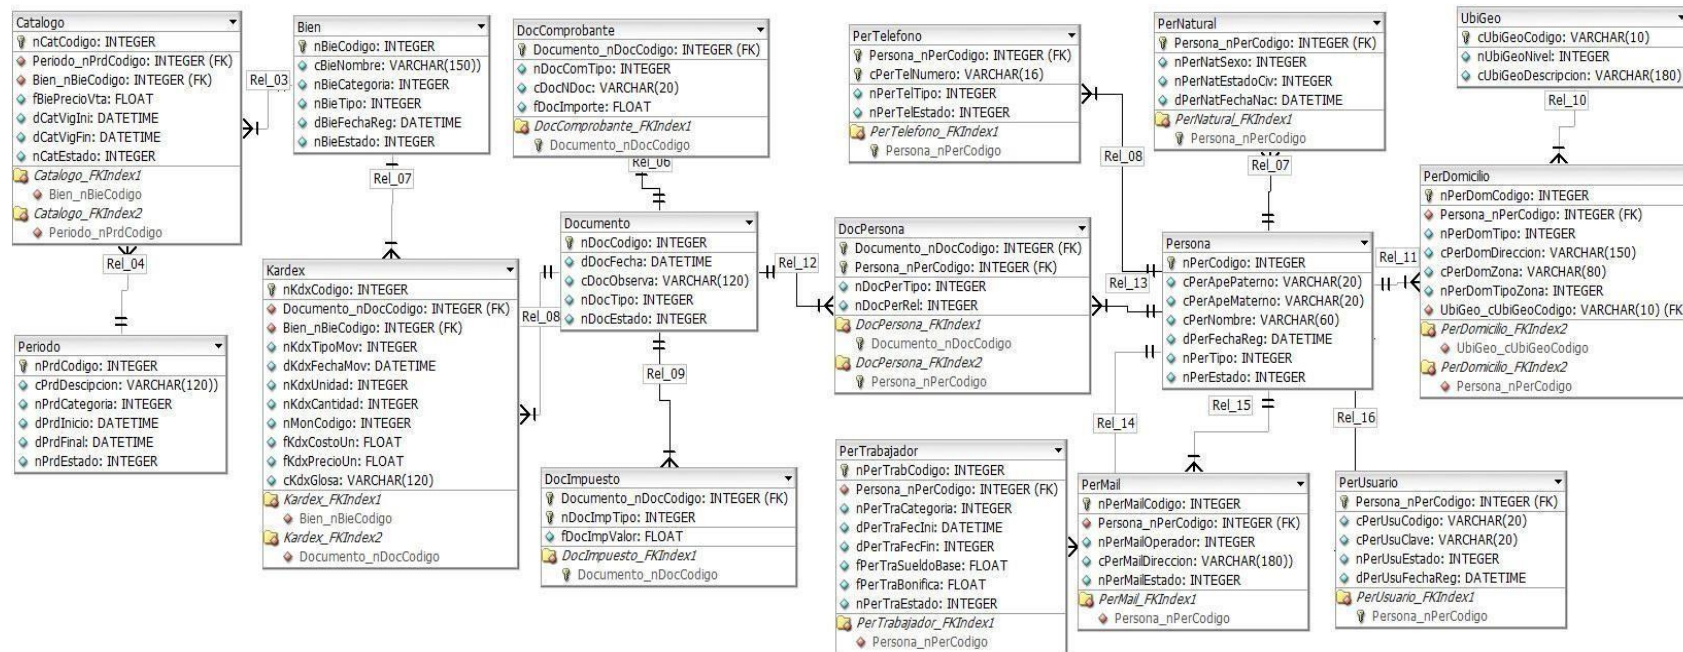 Catalogo
nCatCodigo: INTEGER
Periodo_nPrdCodigo: INTEGER (FK)
Bien_nBieCodigo: INTEGER (FK)
fBiePrecioVta: FLOAT
dCatVigIni: DATETIME
dCatVigFin: DATETIME
nCatEstado: INTEGER
Catalogo_FKIndex1
Bien_nBieCodigo
Catalogo_FKIndex2
Periodo_nPrdCodigo
Rel_03
Rel_04
Periodo
nPrdCodigo: INTEGER
cPrdDescipcion: VARCHAR(120))
nPrdCategoria: INTEGER
dPrdInicio: DATETIME
dPrdFinal: DATETIME
nPrdEstado: INTEGER
Bien
nBieCodigo: INTEGER
cBieNombre: VARCHAR(150))
nBieCategoria: INTEGER
nBieTipo: INTEGER
dBieFechaReg: DATETIME
nBieEstado: INTEGER
Rel_07
Kardex
nKdxCodigo: INTEGER
Documento_nDocCodigo: INTEGER (FK)
Bien_nBieCodigo: INTEGER (FK)
nKdxTipoMov: INTEGER
dKdxFechaMov: DATETIME
nKdxUnidad: INTEGER
nKdxCantidad: INTEGER
nMonCodigo: INTEGER
fKdxCostoUn: FLOAT
fKdxPrecioUn: FLOAT
cKdxGlosa: VARCHAR(120)
Kardex_FKIndex1
Bien_nBieCodigo
Kardex_FKIndex2
Documento_nDocCodigo
DocComprobante
Documento_nDocCodigo: INTEGER (FK)
nDocComTipo: INTEGER
cDocNDoc: VARCHAR(20)
fDocImporte: FLOAT
DocComprobante_FKIndex1
Documento_nDocCodigo
Rel_06
Documento
nDocCodigo: INTEGER
dDocFecha: DATETIME
cDocObserva: VARCHAR(120)
nDocTipo: INTEGER
nDocEstado: INTEGER
Rel_08
Rel_09
Rel_12
DocImpuesto
Documento_nDocCodigo: INTEGER (FK)
nDocImpTipo: INTEGER
fDocImpValor: FLOAT
DocImpuesto_FKIndex1
Documento_nDocCodigo
PerTelefono
Persona_nPerCodigo: INTEGER (FK)
cPerTelNumero: VARCHAR(16)
nPerTelTipo: INTEGER
nPerTelEstado: INTEGER
PerTelefono_FKIndex1
Persona_nPerCodigo
Rel_08
DocPersona
Documento_nDocCodigo: INTEGER (FK)
Persona_nPerCodigo: INTEGER (FK)
nDocPerTipo: INTEGER
nDocPerRel: INTEGER
DocPersona_FKIndex1
Documento_nDocCodigo
DocPersona_FKIndex2
Persona_nPerCodigo
Rel_13
PerTrabajador
nPerTrabCodigo: INTEGER
Persona_nPerCodigo: INTEGER (FK)
nPerTraCategoria: INTEGER
dPerTraFecIni: DATETIME
dPerTraFecFin: INTEGER
fPerTraSueldoBase: FLOAT
fPerTraBonifica: FLOAT
nPerTraEstado: INTEGER
PerTrabajador_FKIndex1
Persona_nPerCodigo
PerNatural
Persona_nPerCodigo: INTEGER (FK)
nPerNatSexo: INTEGER
nPerNatEstadoCiv: INTEGER
dPerNatFechaNac: DATETIME
PerNatural_FKIndex1
Persona_nPerCodigo
Rel_07
Persona
nPerCodigo: INTEGER
cPerApePaterno: VARCHAR(20)
cPerApeMaterno: VARCHAR(20)
cPerNombre: VARCHAR(60)
dPerFechaReg: DATETIME
nPerTipo: INTEGER
nPerEstado: INTEGER
Rel_11
Rel_14
Rel_15
Rel_16
PerMail
nPerMailCodigo: INTEGER
Persona_nPerCodigo: INTEGER (FK)
nPerMailOperador: INTEGER
cPerMailDireccion: VARCHAR(180))
nPerMailEstado: INTEGER
PerMail_FKIndex1
Persona_nPerCodigo
UbiGeo
cUbiGeoCodigo: VARCHAR(10)
nUbiGeoNivel: INTEGER
cUbiGeoDescripcion: VARCHAR(180)
Rel_10
PerDomicilio
nPerDomCodigo: INTEGER
Persona_nPerCodigo: INTEGER (FK)
nPerDomTipo: INTEGER
cPerDomDireccion: VARCHAR(150)
cPerDomZona: VARCHAR(80)
nPerDomTipoZona: INTEGER
UbiGeo_cUbiGeoCodigo: VARCHAR(10) (FK
PerDomicilio_FKIndex2
UbiGeo_cUbiGeoCodigo
PerDomicilio_FKIndex2
Persona_nPerCodigo
PerUsuario
Persona_nPerCodigo: INTEGER (FK)
cPerUsuCodigo: VARCHAR(20)
cPerUsuClave: VARCHAR(20)
nPerUsuEstado: INTEGER
dPerUsuFechaReg: DATETIME
PerUsuario_FKIndex1
Persona_nPerCodigo